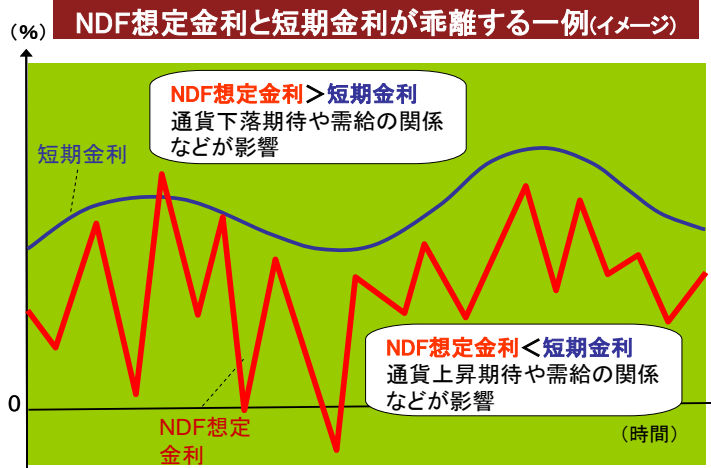 NDF想定金利と短期金利が乖離する一例(イメージ)
(%)
NDF想定金利＞短期金利
通貨下落期待や需給の関係
などが影響
短期金利
NDF想定金利＜短期金利
通貨上昇期待や需給の関係
などが影響
0
NDF想定
金利
(時間)